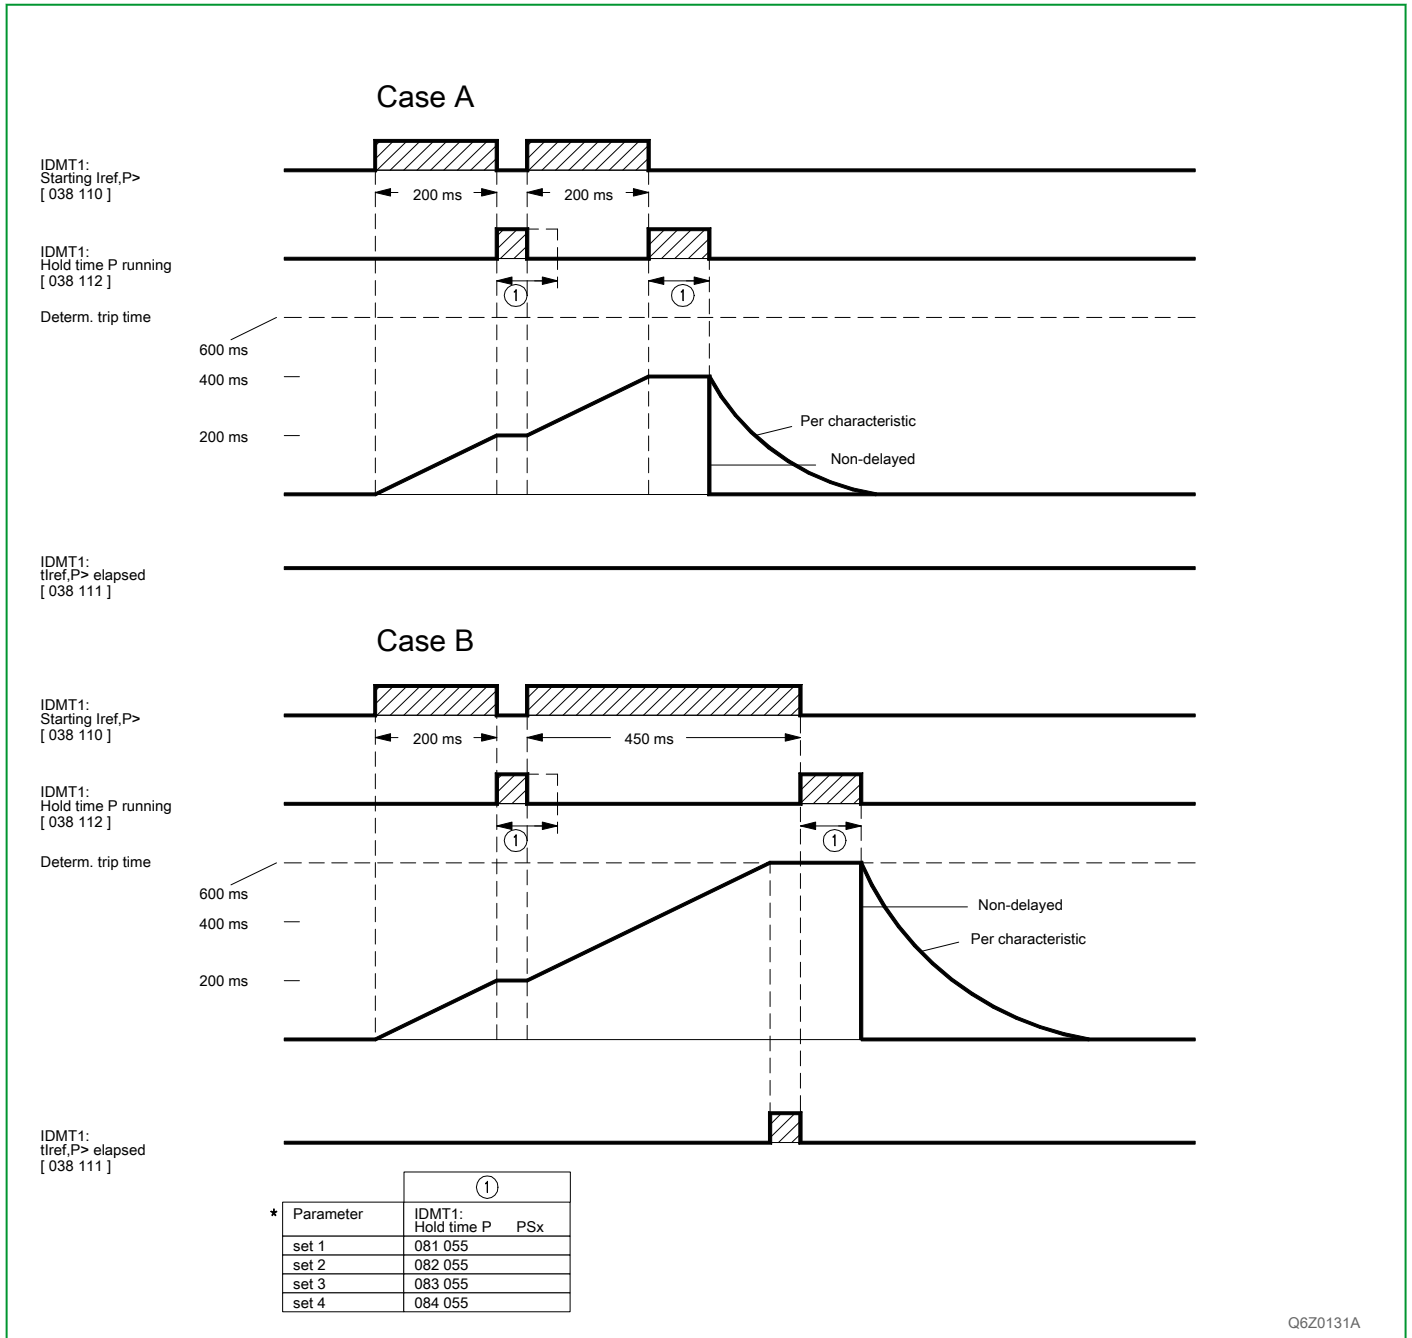 Case A
IDMT1:
Starting Iref,P>
[ 038 110 ]
200 ms
200 ms
IDMT1:
Hold time P running
[ 038 112 ]
1
1
Determ. trip time
600 ms
400 ms
200 ms
Per characteristic
Non-delayed
IDMT1:
tIref,P> elapsed
[ 038 111 ]
Case B
IDMT1:
Starting Iref,P>
[ 038 110 ]
200 ms
450 ms
IDMT1:
Hold time P running
[ 038 112 ]
1
1
Determ. trip time
600 ms
400 ms
200 ms
Non-delayed
Per characteristic
IDMT1:
tIref,P> elapsed
[ 038 111 ]
1
* Parameter IDMT1:
Hold time P PSx
set 1 081 055
set 2 082 055
set 3 083 055
set 4 084 055
Q6Z0131A